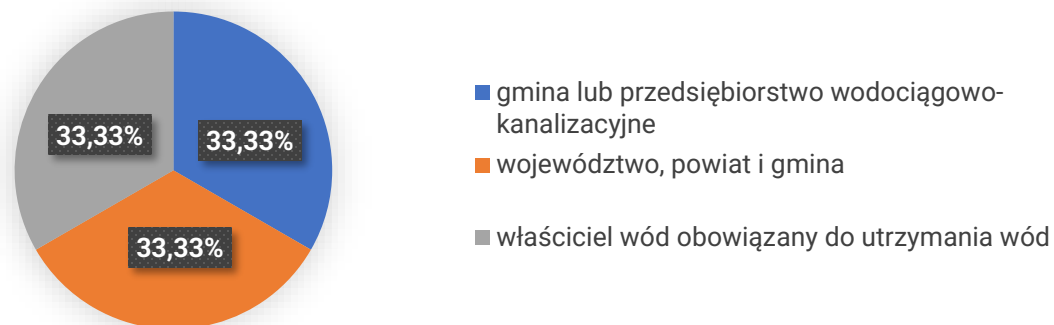 33,33%
33,33%
33,33%
gmina lub przedsiębiorstwo wodociągowo-
kanalizacyjne
województwo, powiat i gmina
właściciel wód obowiązany do utrzymania wód